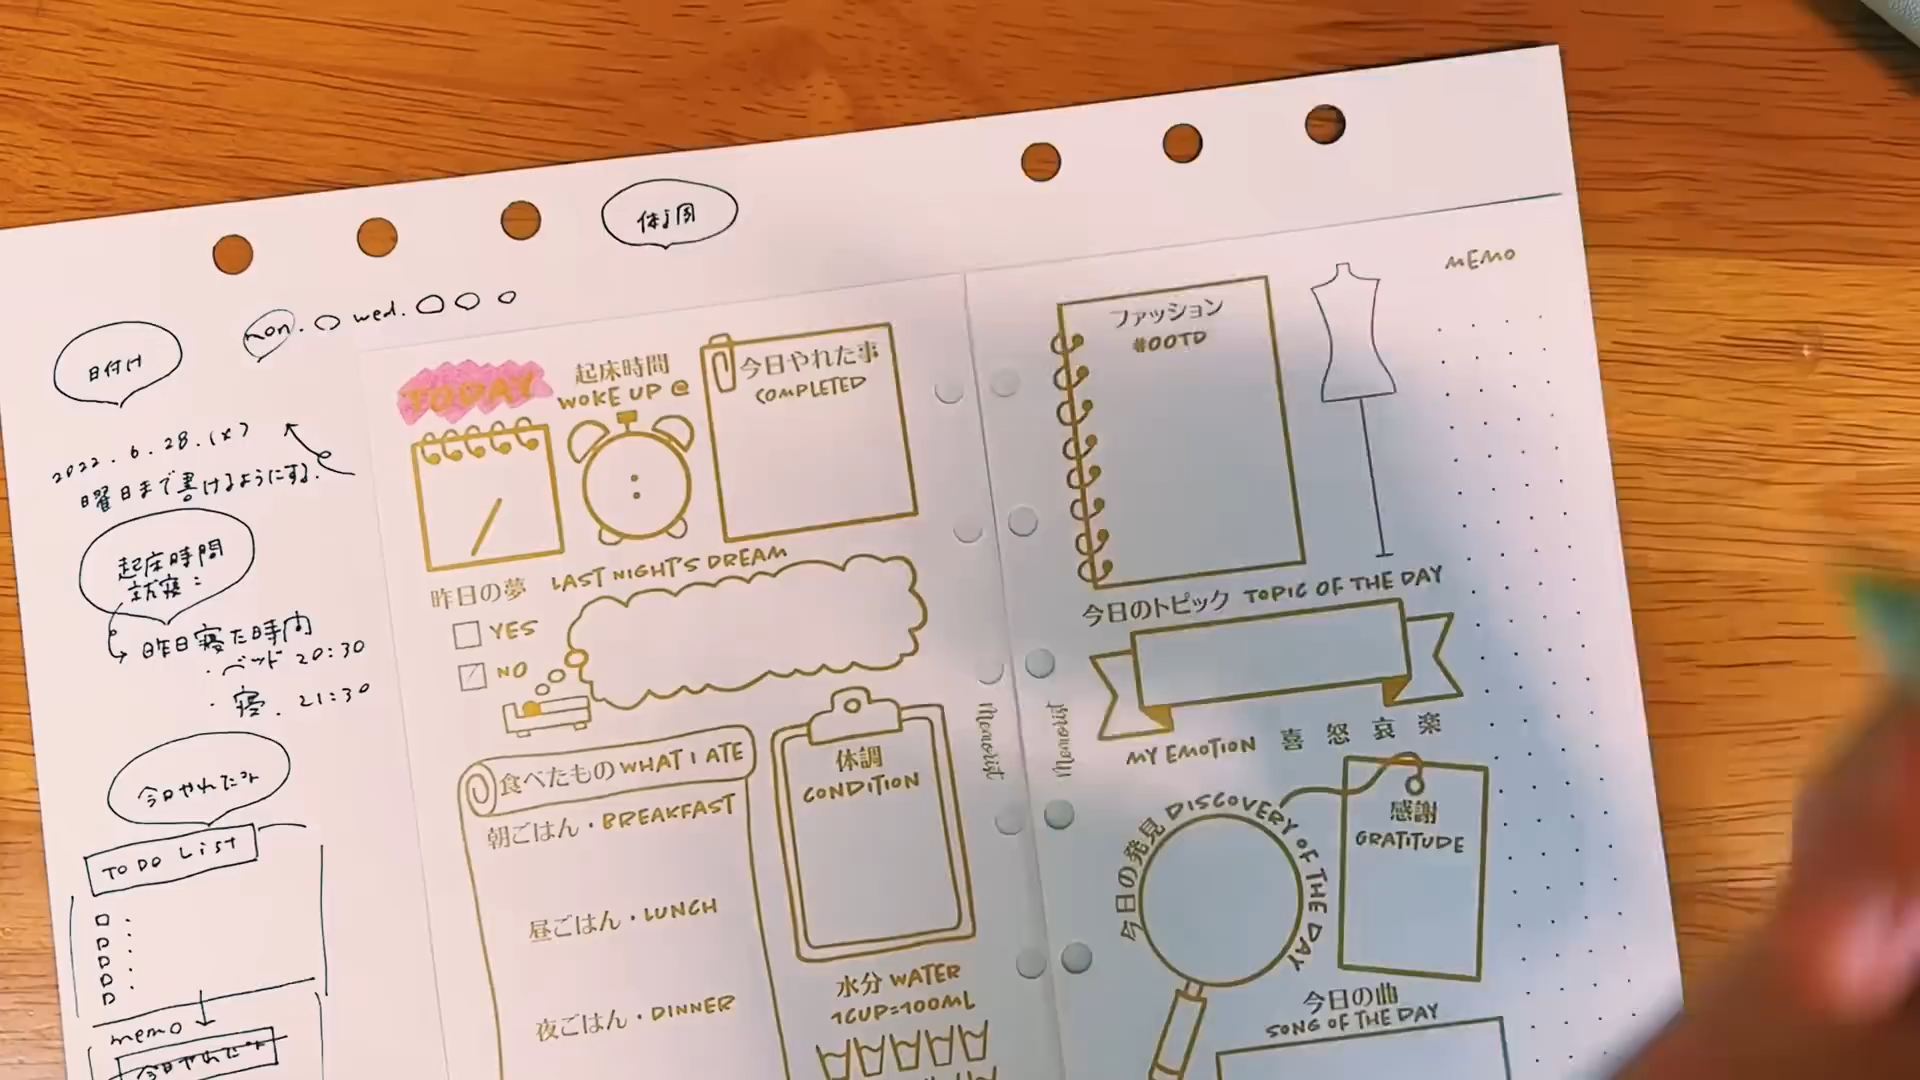 体調
mon. ○ wed. ○ ○ ○
日付け
2022.6.28.(火)
曜日まで書けるようにする.
起床時間
就寝:
昨日寝た時間
・ベッド 20:30
・寝. 21:30
今日やれた事
TO DO List
memo
今日やれた事
TODAY
起床時間
WOKE UP @
今日やれた事
COMPLETED
昨日の夢 LAST NIGHT'S DREAM
YES
NO
食べたもの WHAT I ATE
朝ごはん・BREAKFAST
昼ごはん・LUNCH
夜ごはん・DINNER
体調
CONDITION
水分 WATER
1CUP=100ML
Memorist
Memorist
ファッション
#OOTD
MEMO
今日のトピック TOPIC OF THE DAY
MY EMOTION 喜 怒 哀 楽
今日の発見 DISCOVERY OF THE DAY
感謝
GRATITUDE
今日の曲
SONG OF THE DAY